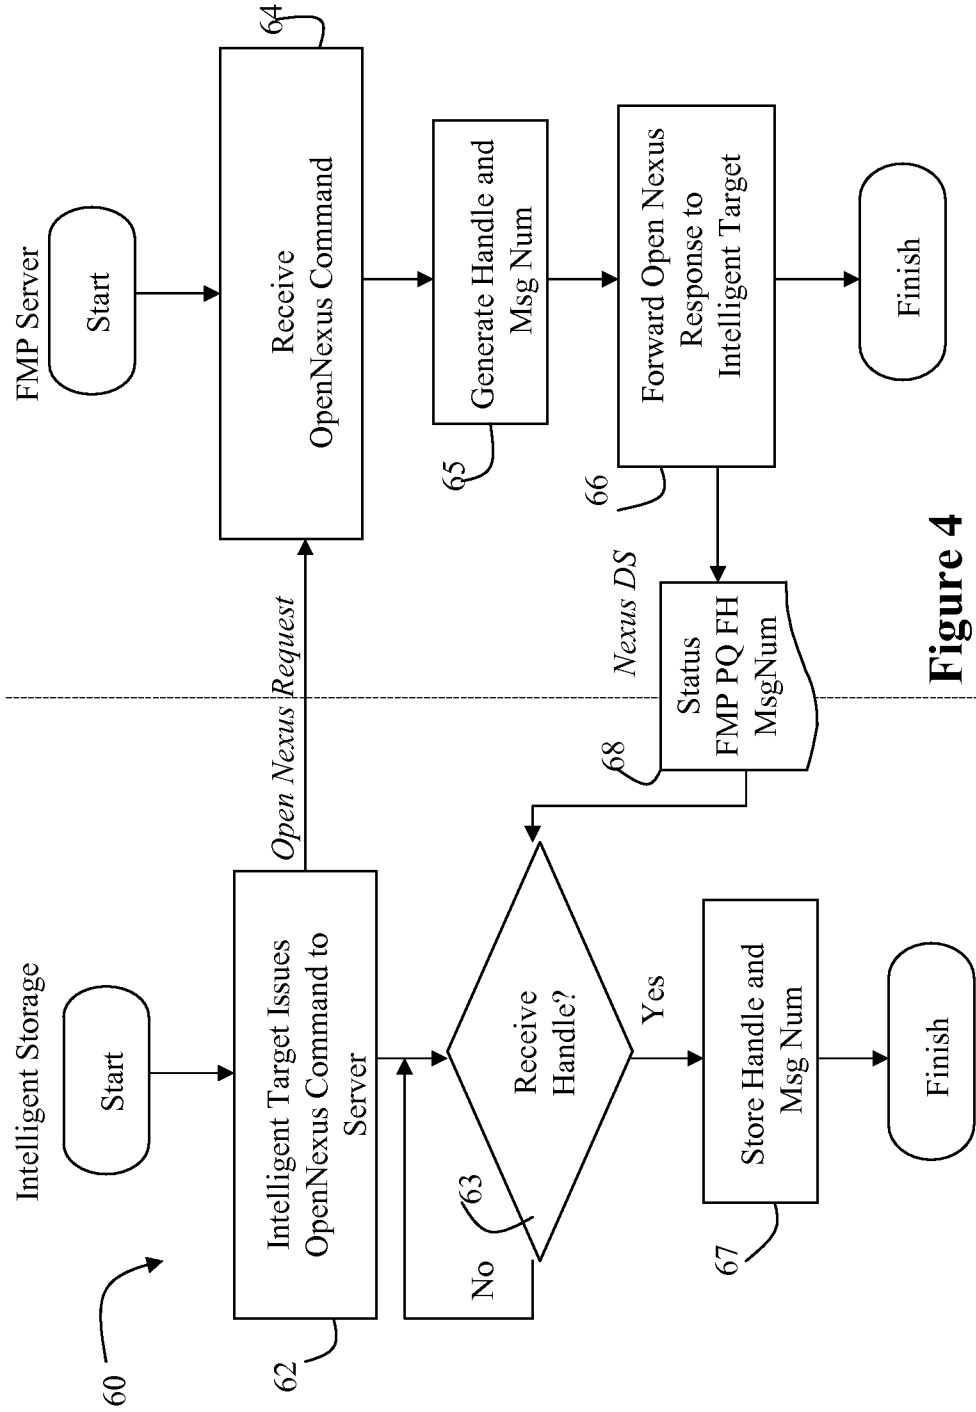 Intelligent Storage
FMP Server
60
Start
Start
62
Intelligent Target Issues
OpenNexus Command to
Server
Open Nexus Request
64
Receive
OpenNexus Command
65
Generate Handle and
Msg Num
63
Receive
Handle?
No
Yes
66
Forward Open Nexus
Response to
Intelligent Target
Nexus DS
68
Status
FMP PQ FH
MsgNum
67
Store Handle and
Msg Num
Finish
Finish
Figure 4